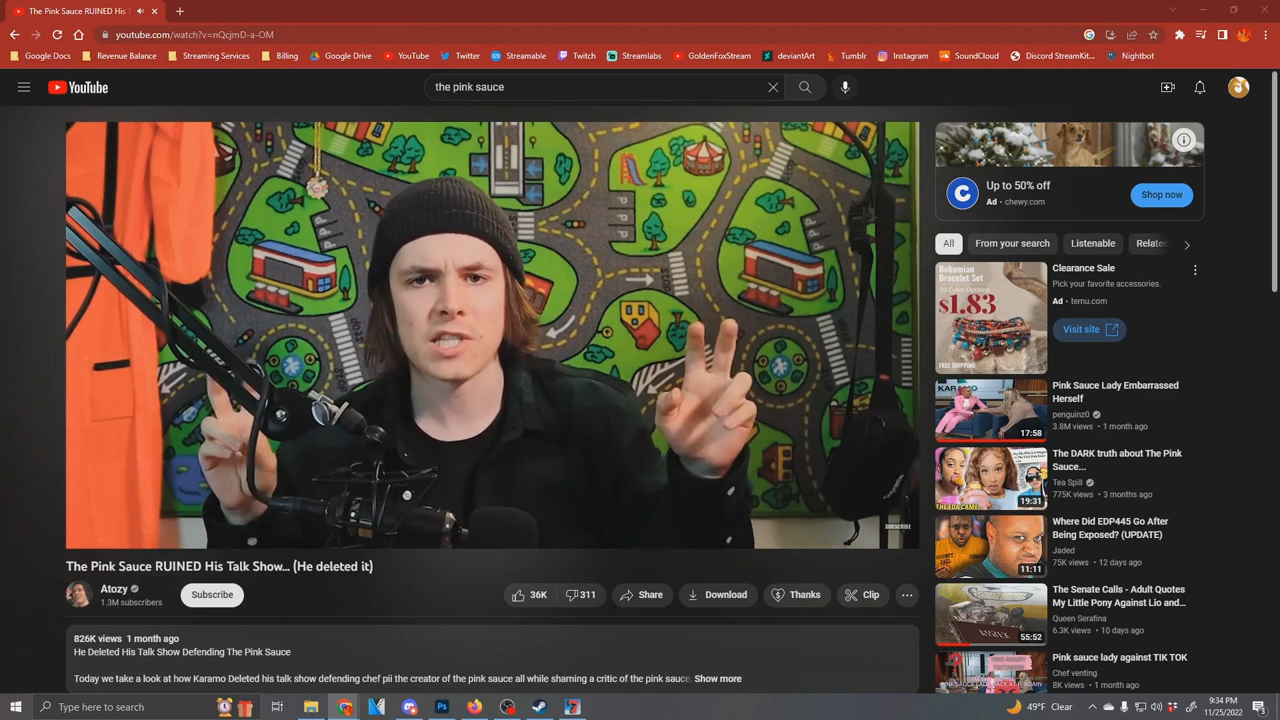 The Pink Sauce RUINED His T
youtube.com/watch?v=nQcjmD-a-OM
Google Docs
Revenue Balance
Streaming Services
Billing
Google Drive
YouTube
Twitter
Streamable
Twitch
Streamlabs
GoldenFoxStream
deviantArt
Tumblr
Instagram
SoundCloud
Discord StreamKit...
Nightbot
YouTube
the pink sauce
P
P
P
SUBSCRIBE
The Pink Sauce RUINED His Talk Show... (He deleted it)
Atozy
1.3M subscribers
Subscribe
36K
311
Share
Download
Thanks
Clip
826K views 1 month ago
He Deleted His Talk Show Defending The Pink Sauce
Today we take a look at how Karamo Deleted his talk show defending chef pii the creator of the pink sauce all while shaming a critic of the pink sauce
Show more
Up to 50% off
Ad · chewy.com
Shop now
All
From your search
Listenable
Related
Bohemian
Bracelet Set
$1.83
FREE SHIPPING
Clearance Sale
Pick your favorite accessories.
Ad · temu.com
Visit site
KARAMO
17:58
Pink Sauce Lady Embarrassed
Herself
penguinz0
3.8M views · 1 month ago
19:31
The DARK truth about The Pink
Sauce...
Tea Spill
775K views · 3 months ago
11:11
Where Did EDP445 Go After
Being Exposed? (UPDATE)
Jaded
75K views · 12 days ago
55:52
The Senate Calls - Adult Quotes
My Little Pony Against Lio and...
Queen Serafina
6.3K views · 10 days ago
Pink sauce lady against TIK TOK
Chef venting
8K views · 1 month ago
Type here to search
49°F Clear
9:34 PM
11/25/2022
3